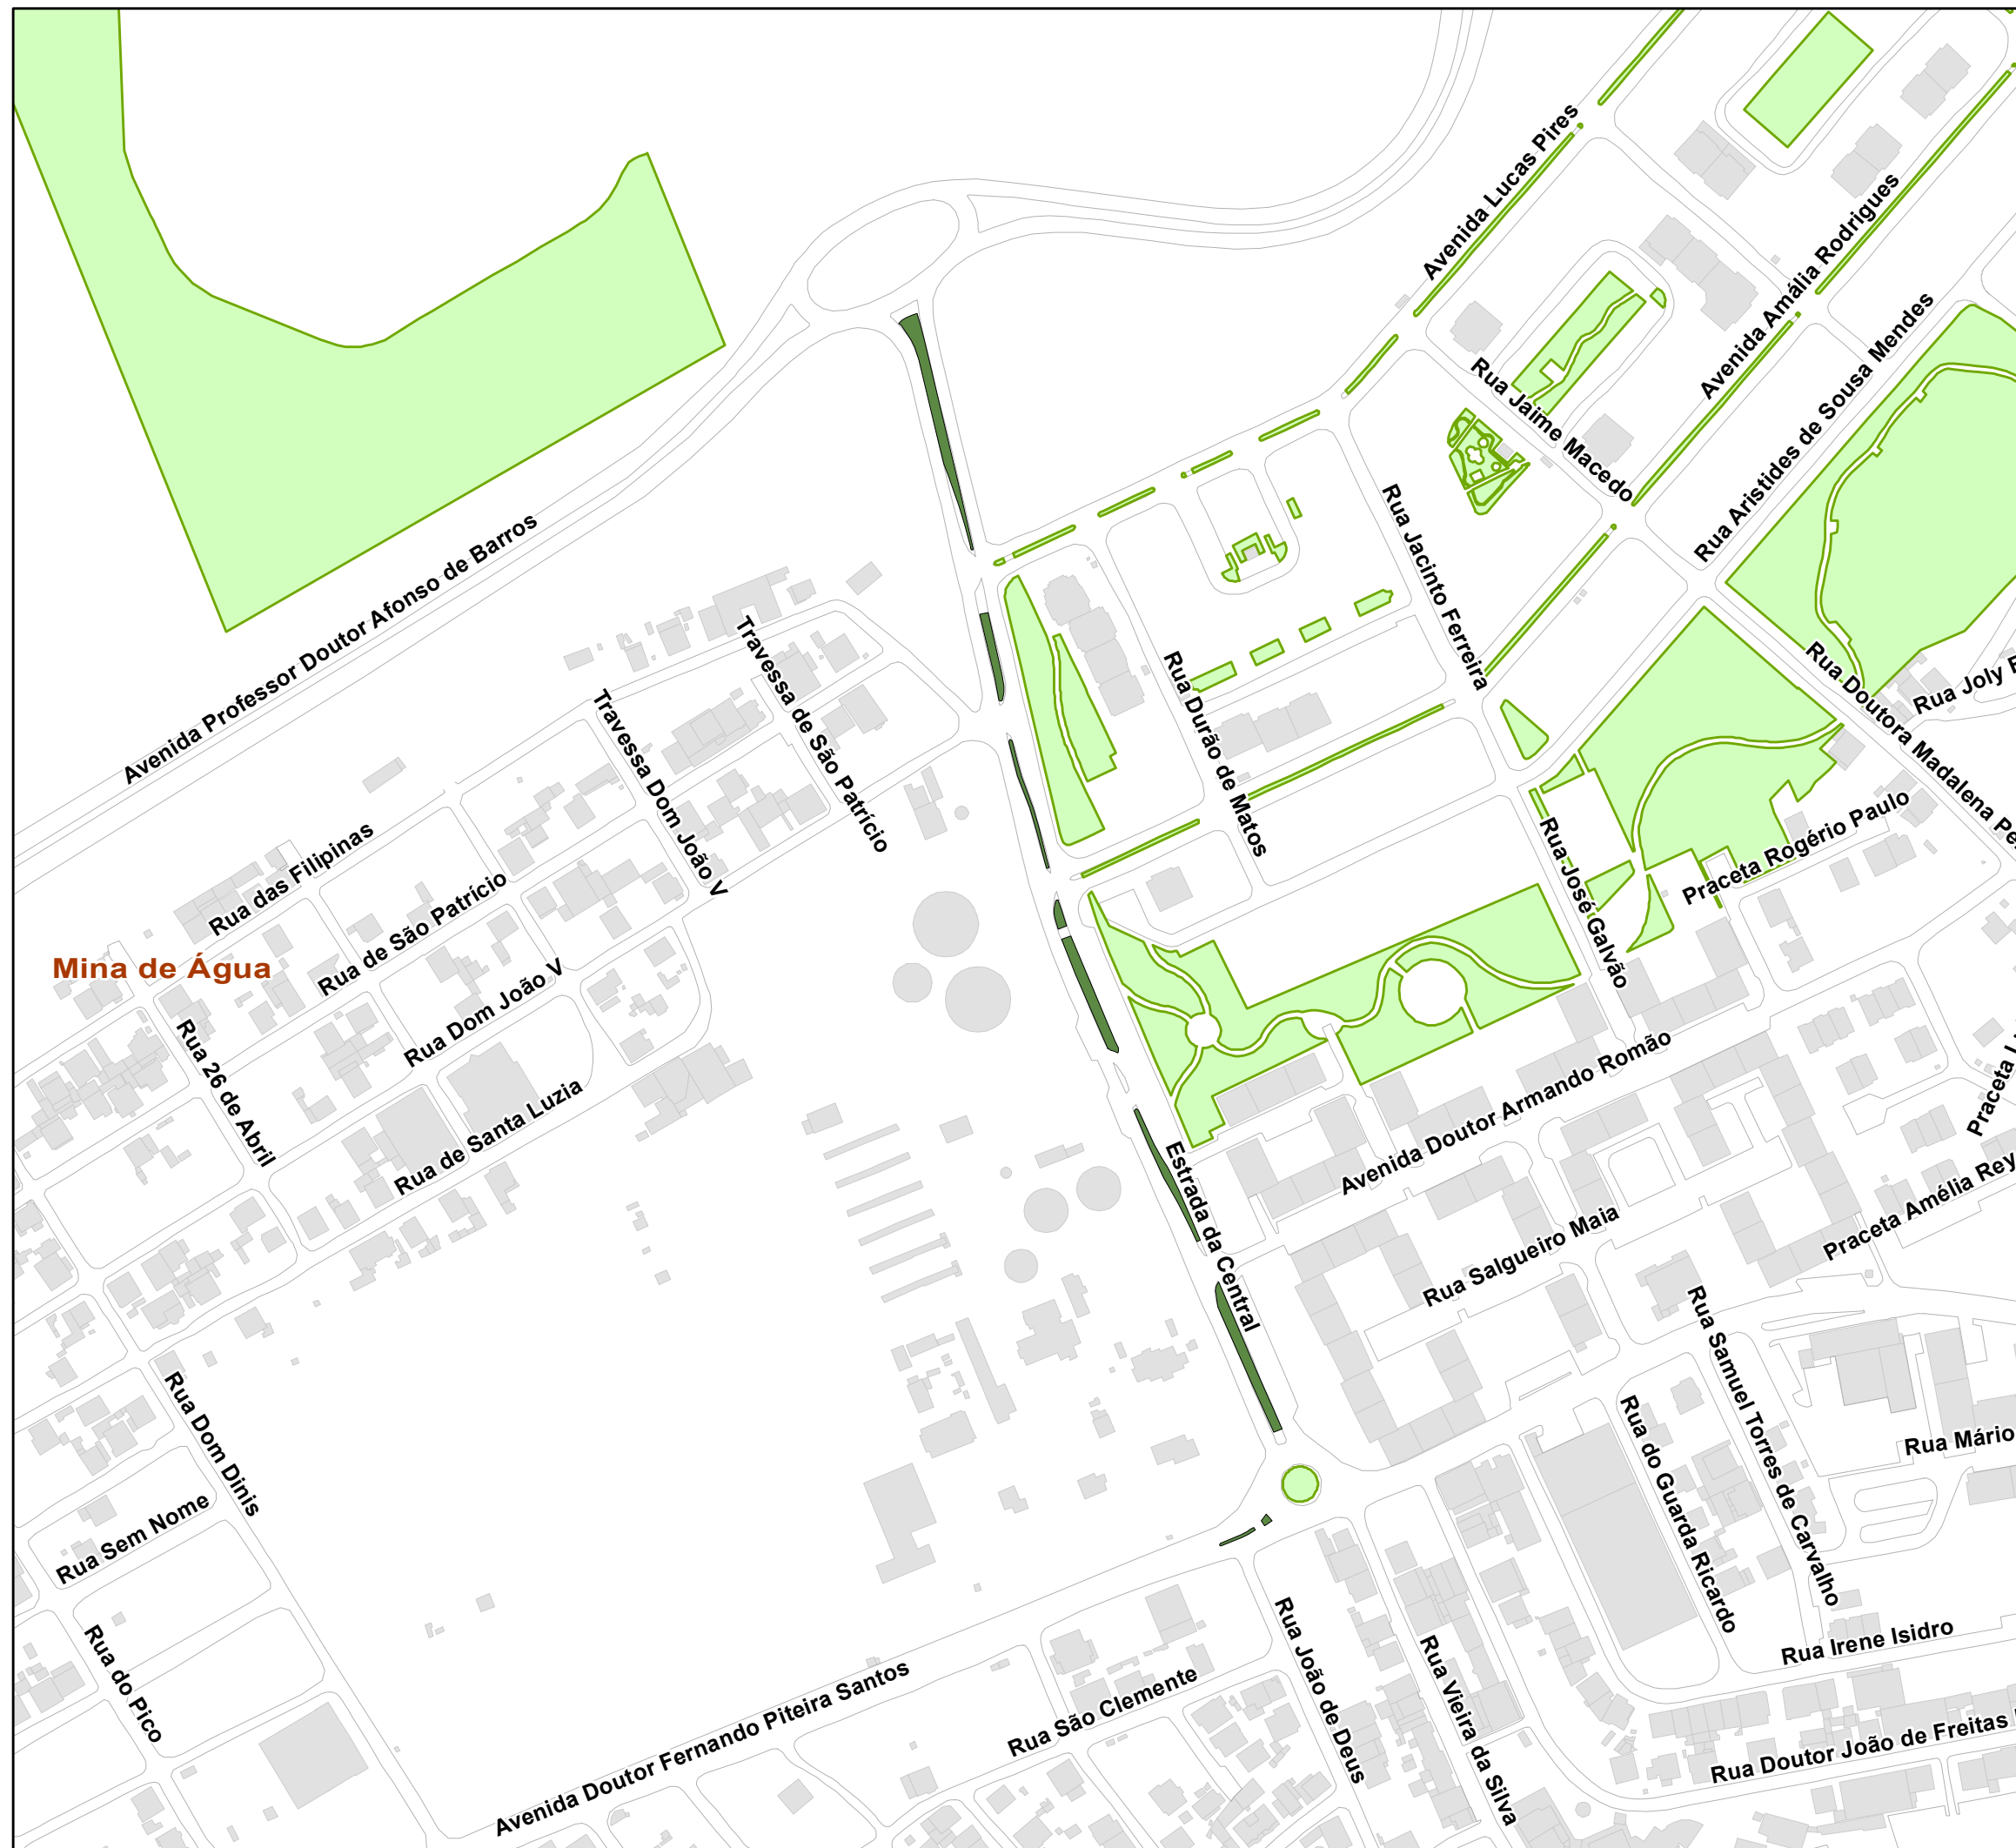 Avenida Lucas Pires
Avenida Amália Rodrigues
Rua Aristides de Sousa Mendes
Rua Jaime Macedo
Avenida Professor Doutor Afonso de Barros
Rua Jacinto Ferreira
Travessa de São Patrício
Travessa Dom João V
Rua Durão de Matos
Rua Doutora Madalena Pe
Rua Joly
Rua José Galvão
Praceta Rogério Paulo
Rua das Filipinas
Rua de São Patrício
Mina de Água
Rua Dom João V
Rua 26 de Abril
Rua de Santa Luzia
Avenida Doutor Armando Romão
Praceta
Praceta Amélia Rey
Estrada da Central
Rua Salgueiro Maia
Rua Samuel Torres de Carvalho
Rua do Guarda Ricardo
Rua Mário
Rua Dom Dinis
Rua Sem Nome
Rua do Pico
Rua João de Deus
Rua Vieira da Silva
Rua Irene Isidro
Rua São Clemente
Avenida Doutor Fernando Piteira Santos
Rua Doutor João de Freitas